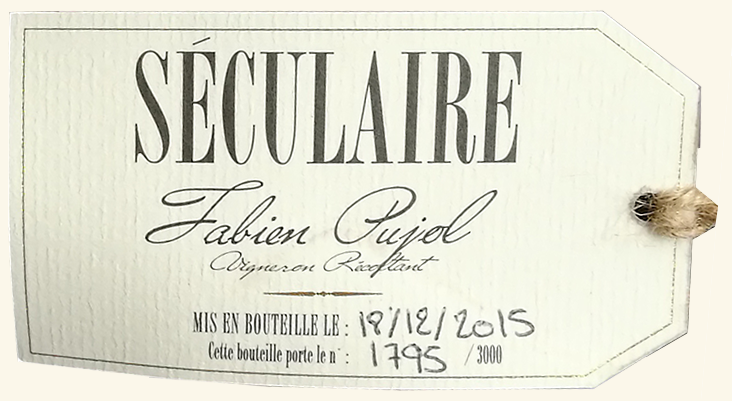 SÉCULAIRE
Fabien Pujol
Vigneron Récoltant
MIS EN BOUTEILLE LE : 18/12/2015
Cette bouteille porte le n° : 1795 / 3000